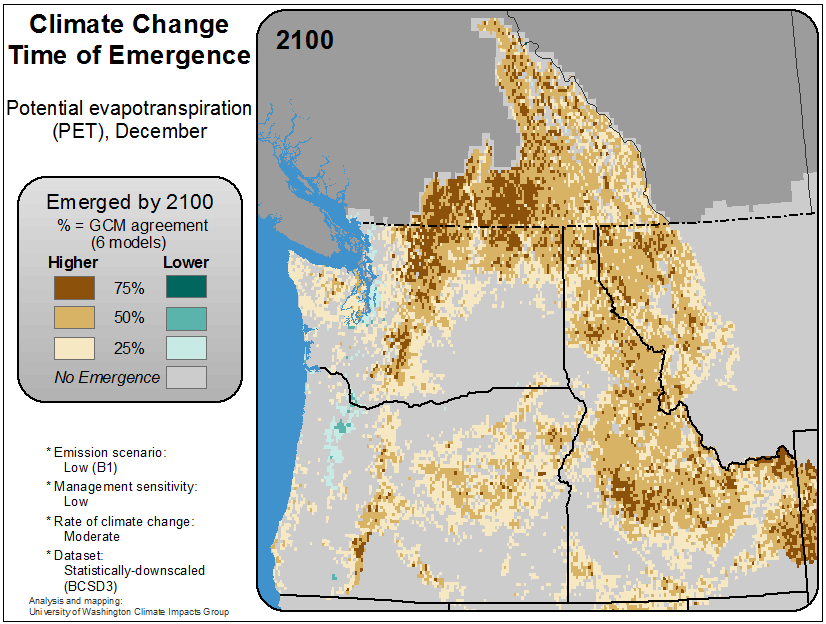 Climate Change
Time of Emergence
Potential evapotranspiration
(PET), December
Emerged by 2100
% = GCM agreement
(6 models)
Higher Lower
75%
50%
25%
No Emergence
* Emission scenario:
Low (B1)
* Management sensitivity:
Low
* Rate of climate change:
Moderate
* Dataset:
Statistically-downscaled
(BCSD3)
Analysis and mapping:
University of Washington Climate Impacts Group
2100